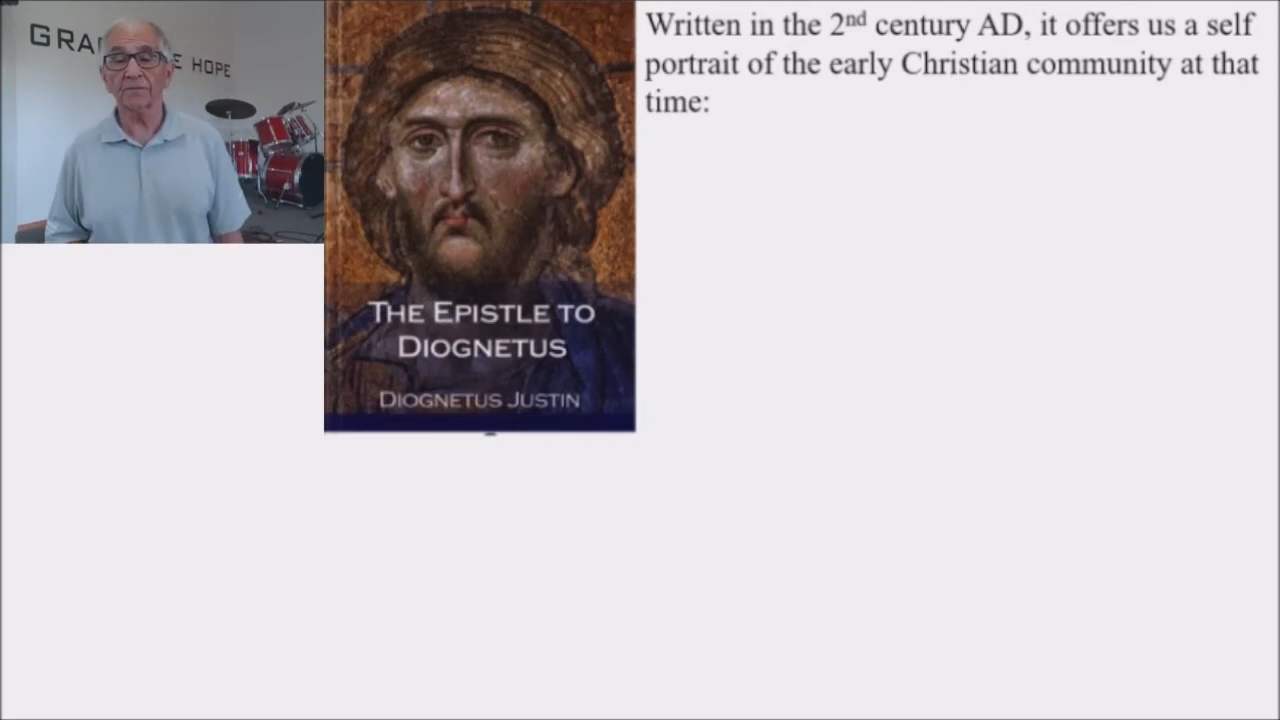 GRA E HOPE
THE EPISTLE TO
DIOGNETUS
DIOGNETUS JUSTIN
Written in the 2nd century AD, it offers us a self
portrait of the early Christian community at that
time: